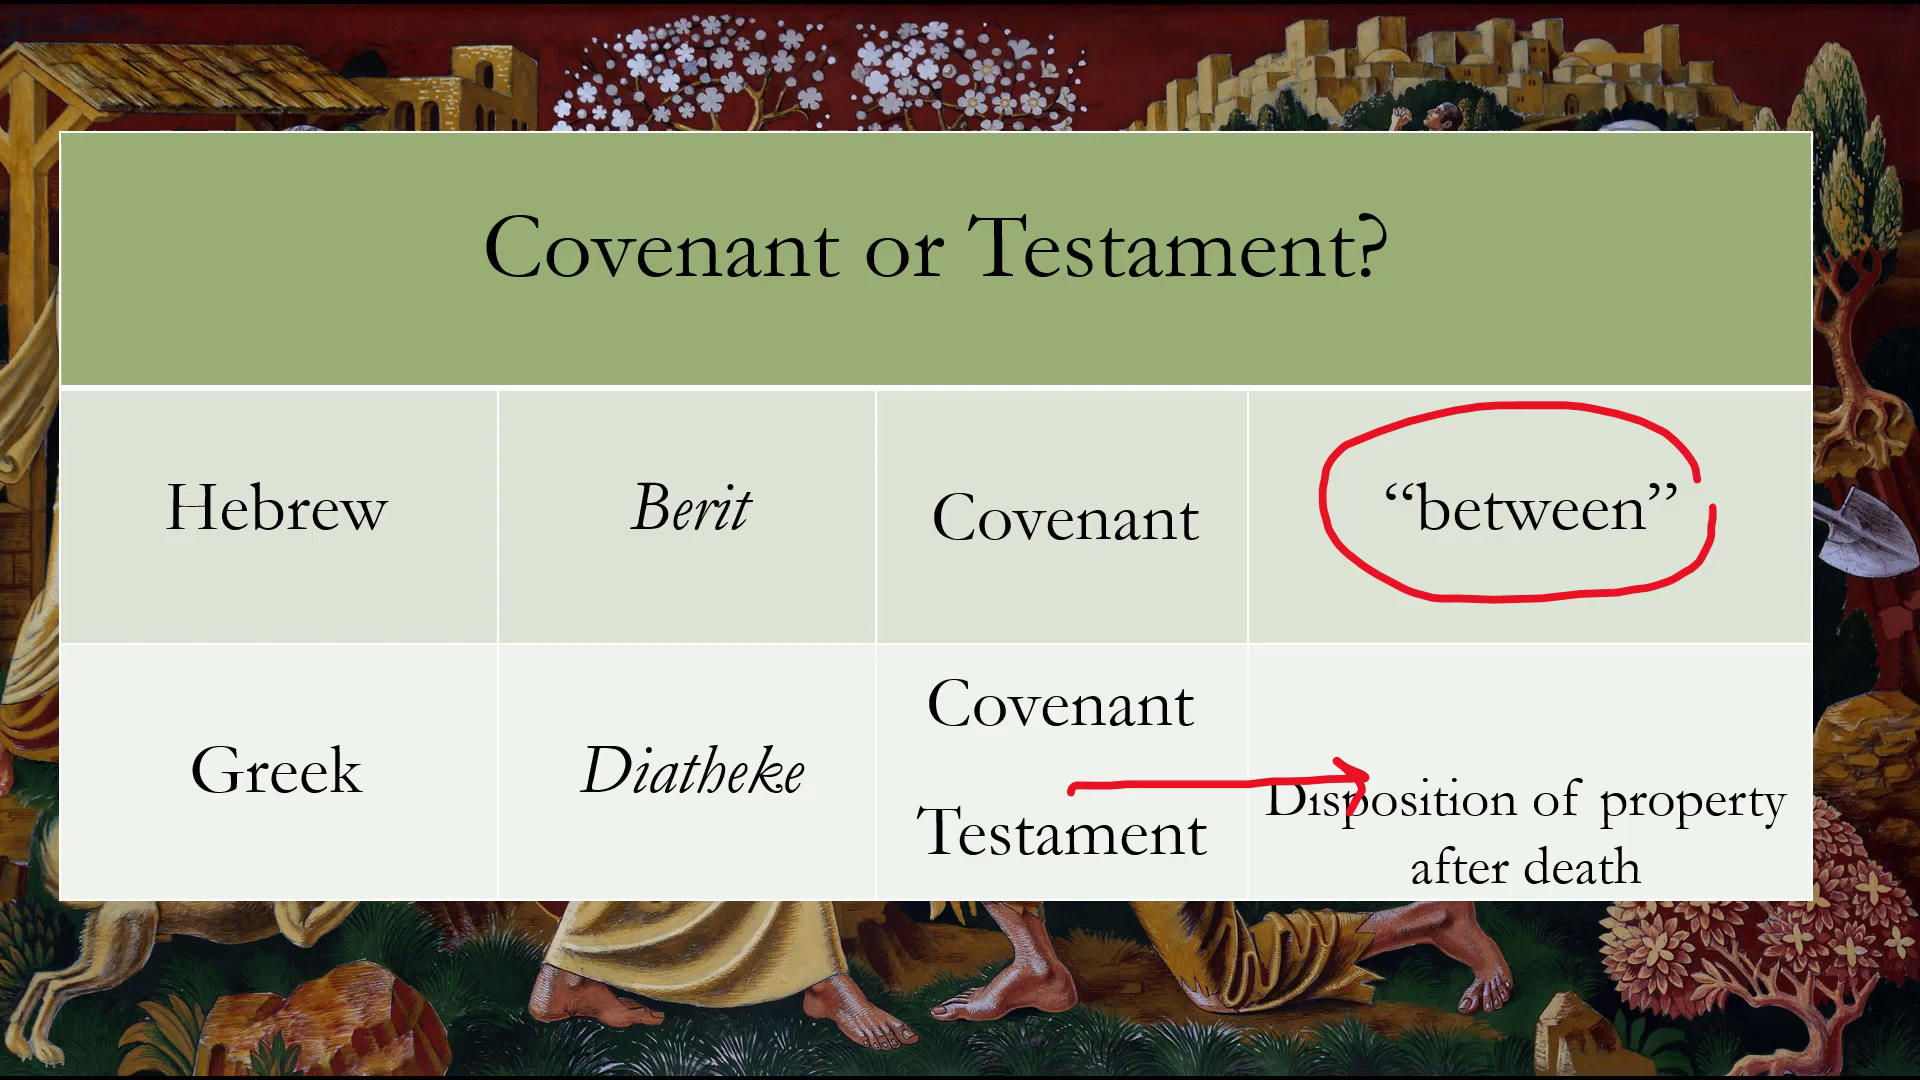 Covenant or Testament?
Hebrew
Berit
Covenant
“between”
Greek
Diatheke
Covenant
Testament
Disposition of property
after death